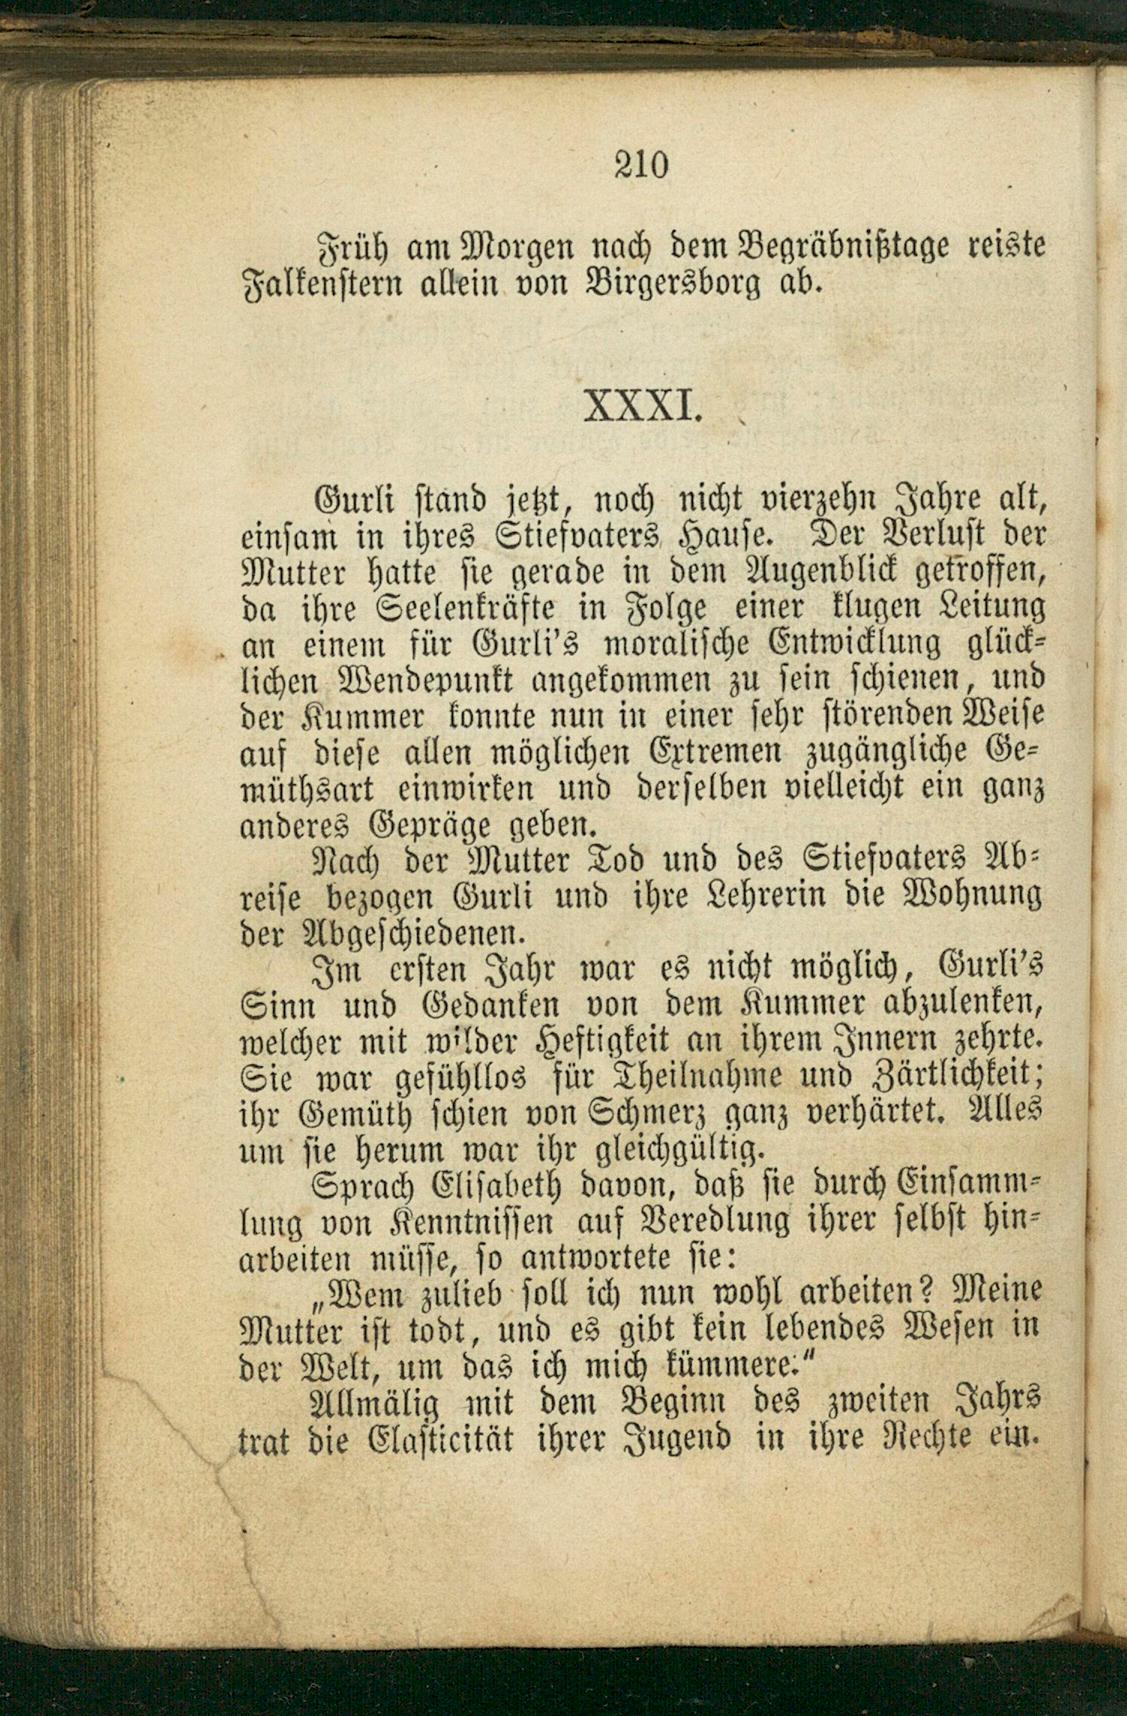 210
Früh am Morgen nach dem Begräbnißtage reiste
Falkenstern allein von Birgersborg ab.
XXXI.
Gurli stand jetzt, noch nicht vierzehn Jahre alt,
einsam in ihres Stiefvaters Hause. Der Verlust der
Mutter hatte sie gerade in dem Augenblick getroffen,
da ihre Seelenkräfte in Folge einer klugen Leitung
an einem für Gurli's moralische Entwicklung glück-
lichen Wendepunkt angekommen zu sein schienen, und
der Kummer konnte nun in einer sehr störenden Weise
auf diese allen möglichen Extremen zugängliche Ge-
müthsart einwirken und derselben vielleicht ein ganz
anderes Gepräge geben.
Nach der Mutter Tod und des Stiefvaters Ab-
reise bezogen Gurli und ihre Lehrerin die Wohnung
der Abgeschiedenen.
Im ersten Jahr war es nicht möglich, Gurli's
Sinn und Gedanken von dem Kummer abzulenken,
welcher mit wilder Heftigkeit an ihrem Innern zehrte.
Sie war gefühllos für Theilnahme und Zärtlichkeit;
ihr Gemüth schien von Schmerz ganz verhärtet. Alles
um sie herum war ihr gleichgültig.
Sprach Elisabeth davon, daß sie durch Einsamm-
lung von Kenntnissen auf Veredlung ihrer selbst hin-
arbeiten müsse, so antwortete sie:
„Wem zulieb soll ich nun wohl arbeiten? Meine
Mutter ist todt, und es gibt kein lebendes Wesen in
der Welt, um das ich mich kümmere."
Allmälig mit dem Beginn des zweiten Jahrs
trat die Elasticität ihrer Jugend in ihre Rechte ein.